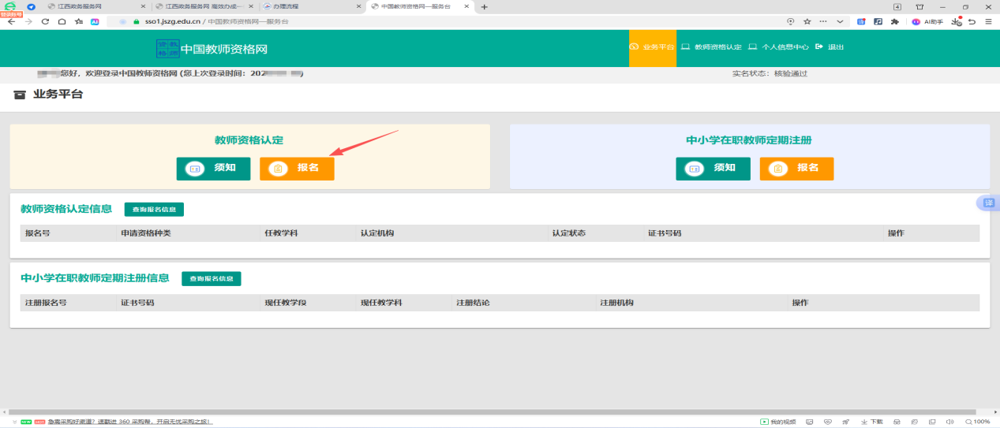 江西政务服务网
江西政务服务网 高效办成一
办理流程
中国教师资格网—服务台
4
登录账号
sso1.jszg.edu.cn / 中国教师资格网—服务台
AI助手
中国教师资格网
业务平台
教师资格认定
个人信息中心
退出
您好，欢迎登录中国教师资格网 (您上次登录时间：202
实名状态：核验通过
业务平台
教师资格认定
须知
报名
中小学在职教师定期注册
须知
报名
译
教师资格认定信息
查询报名信息
报名号 申请资格种类 任教学科 认定机构 认定状态 证书号码 操作
中小学在职教师定期注册信息
查询报名信息
注册报名号 证书号码 现任教学段 现任教学科 注册结论 注册机构 操作
急需采购好渠道？速戳进 360 采购帮，开启无忧采购之旅！
我的视频
下载
100%